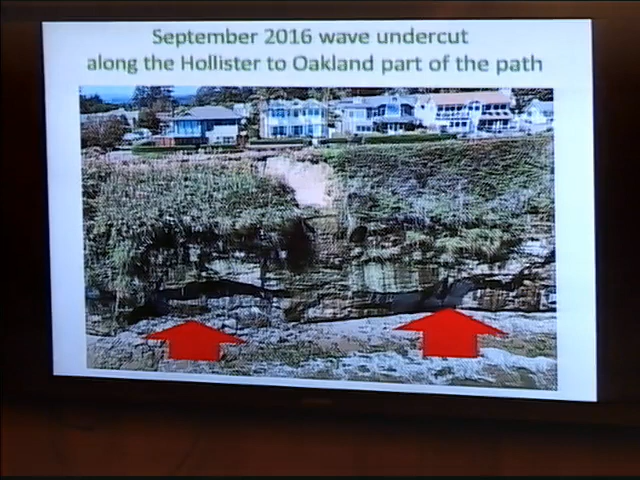 September 2016 wave undercut
along the Hollister to Oakland part of the path